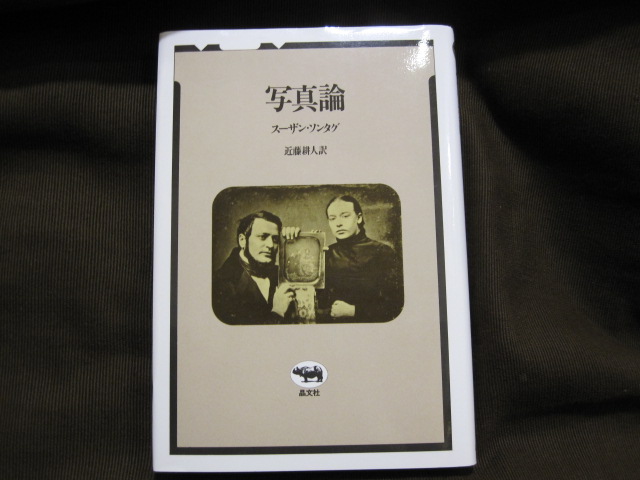 写真論
スーザン・ソンタグ
近藤耕人訳
晶文社